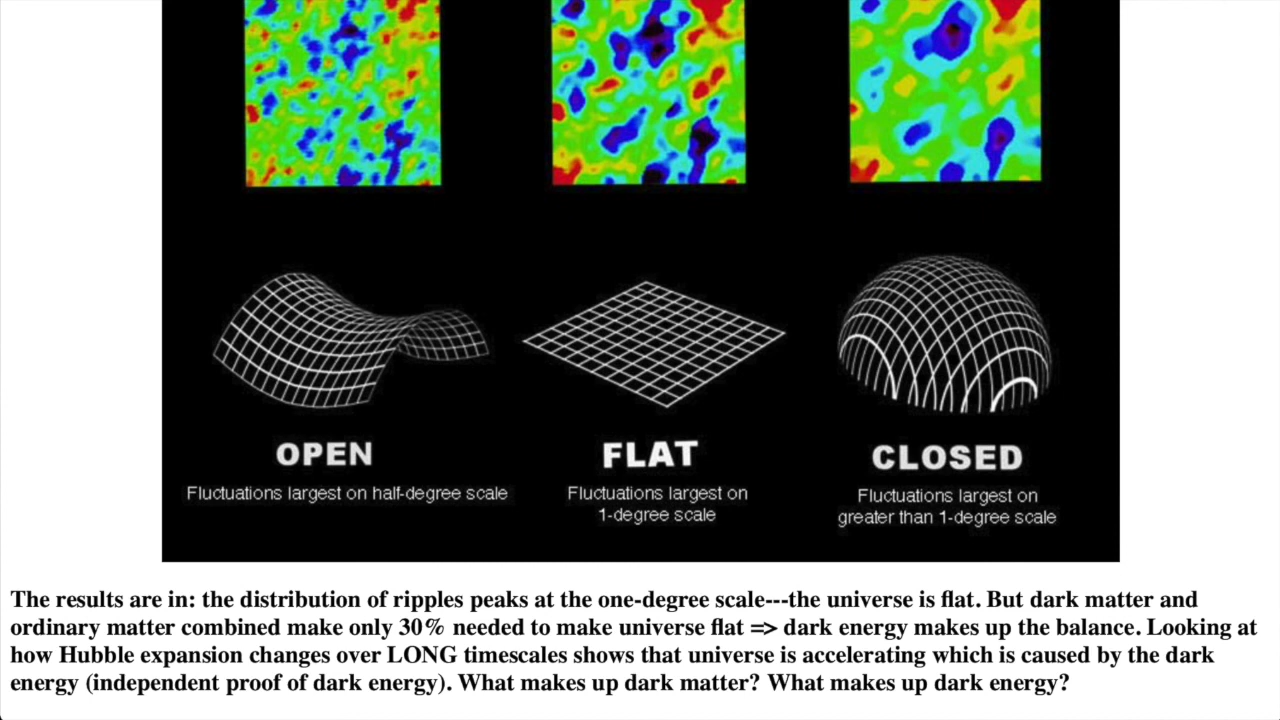 OPEN
Fluctuations largest on half-degree scale
FLAT
Fluctuations largest on
1-degree scale
CLOSED
Fluctuations largest on
greater than 1-degree scale
The results are in: the distribution of ripples peaks at the one-degree scale---the universe is flat. But dark matter and
ordinary matter combined make only 30% needed to make universe flat => dark energy makes up the balance. Looking at
how Hubble expansion changes over LONG timescales shows that universe is accelerating which is caused by the dark
energy (independent proof of dark energy). What makes up dark matter? What makes up dark energy?